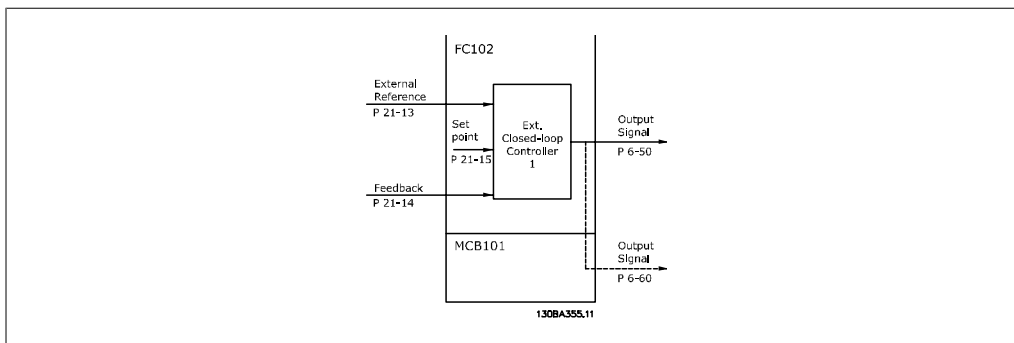 FC102
External
Reference
P 21-13
Set
point
P 21-15
Feedback
P 21-14
Ext.
Closed-loop
Controller
1
Output
Signal
P 6-50
MCB101
Output
Signal
P 6-60
130BA355.11